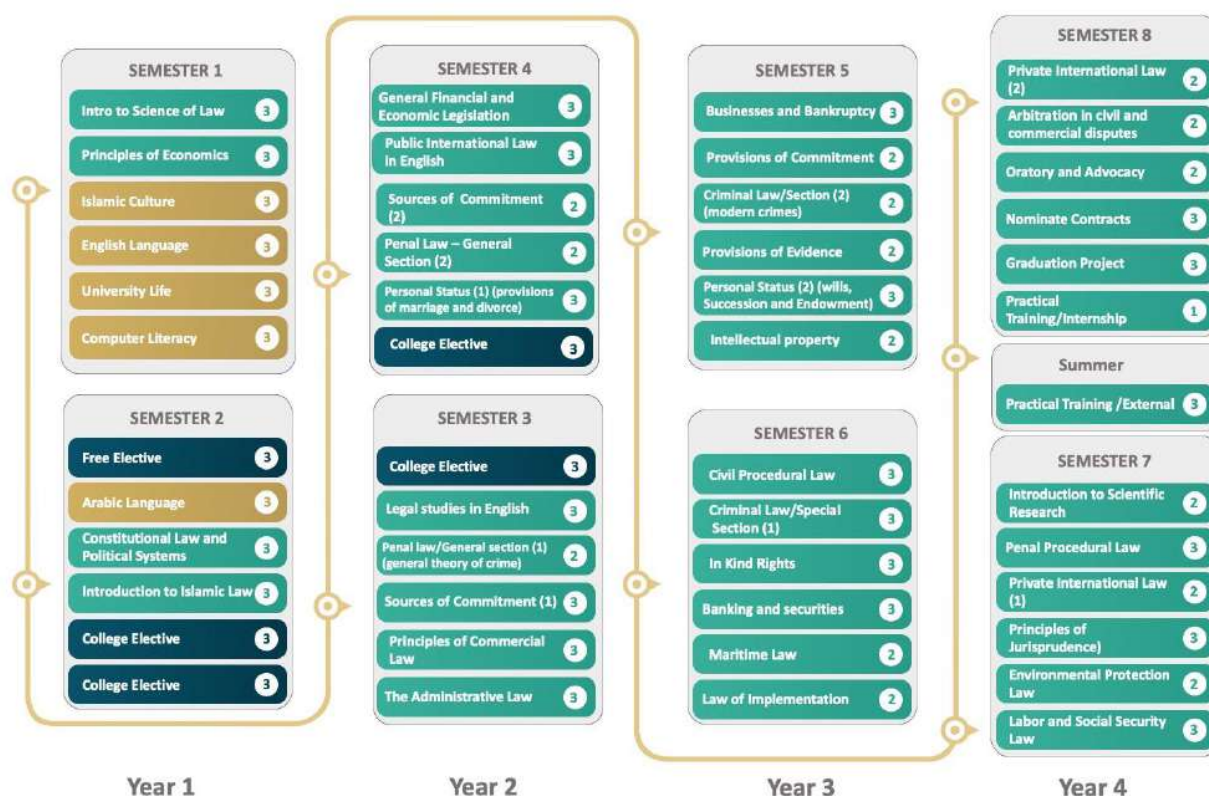 SEMESTER 1
Intro to Science of Law 3
Principles of Economics 3
Islamic Culture 3
English Language 3
University Life 3
Computer Literacy 3
SEMESTER 2
Free Elective 3
Arabic Language 3
Constitutional Law and
Political Systems 3
Introduction to Islamic Law 3
College Elective 3
College Elective 3
Year 1
SEMESTER 4
General Financial and
Economic Legislation 3
Public International Law
in English 3
Sources of Commitment
(2) 2
Penal Law – General
Section (2) 2
Personal Status (1) (provisions
of marriage and divorce) 3
College Elective 3
SEMESTER 3
College Elective 3
Legal studies in English 3
Penal law/General section (1)
(general theory of crime) 2
Sources of Commitment (1) 3
Principles of Commercial
Law 3
The Administrative Law 3
Year 2
SEMESTER 5
Businesses and Bankruptcy 3
Provisions of Commitment 2
Criminal Law/Section (2)
(modern crimes) 2
Provisions of Evidence 2
Personal Status (2) (wills,
Succession and Endowment) 3
Intellectual property 2
SEMESTER 6
Civil Procedural Law 3
Criminal Law/Special
Section (1) 3
In Kind Rights 3
Banking and securities 3
Maritime Law 2
Law of Implementation 2
Year 3
SEMESTER 8
Private International Law
(2) 2
Arbitration in civil and
commercial disputes 2
Oratory and Advocacy 2
Nominate Contracts 3
Graduation Project 3
Practical
Training/Internship 1
Summer
Practical Training /External 3
SEMESTER 7
Introduction to Scientific
Research 2
Penal Procedural Law 3
Private International Law
(1) 2
Principles of
Jurisprudence) 3
Environmental Protection
Law 2
Labor and Social Security
Law 3
Year 4